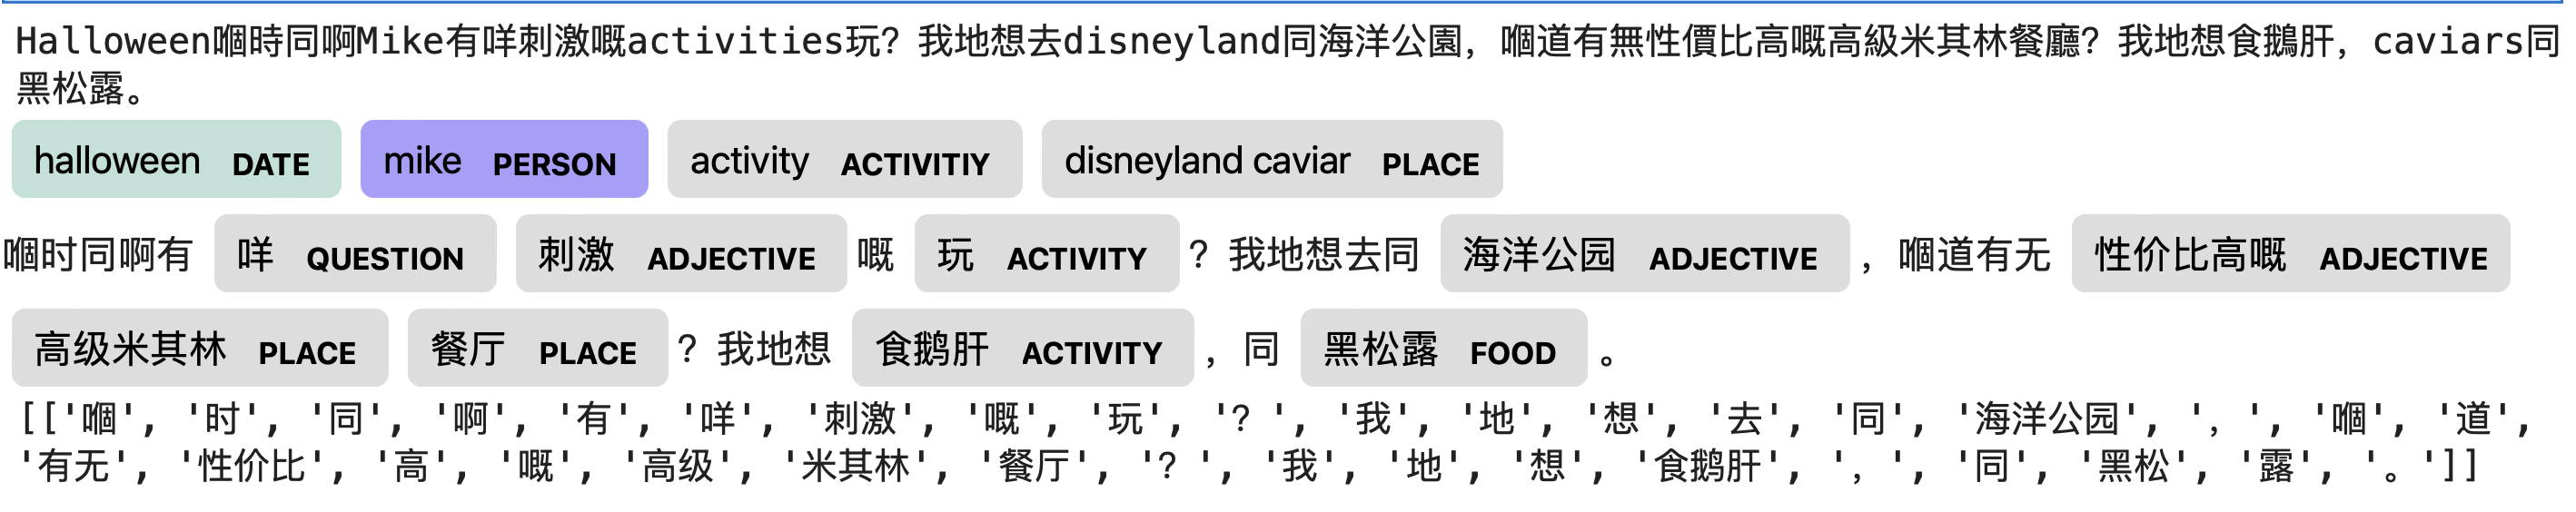 Halloween嗰時同啊Mike有咩刺激嘅activities玩？我地想去disneyland同海洋公園，嗰道有無性價比高嘅高級米其林餐廳？我地想食鵝肝，caviars同
黑松露。
halloween DATE mike PERSON activity ACTIVITIY disneyland caviar PLACE
嗰时同啊有 咩 QUESTION 刺激 ADJECTIVE 嘅 玩 ACTIVITY ？我地想去同 海洋公园 ADJECTIVE ，嗰道有无 性价比高嘅 ADJECTIVE
高级米其林 PLACE 餐厅 PLACE ？我地想 食鹅肝 ACTIVITY ，同 黑松露 FOOD 。
[['嗰', '时', '同', '啊', '有', '咩', '刺激', '嘅', '玩', '？', '我', '地', '想', '去', '同', '海洋公园', '，', '嗰', '道',
'有无', '性价比', '高', '嘅', '高级', '米其林', '餐厅', '？', '我', '地', '想', '食鹅肝', '，', '同', '黑松', '露', '。']]